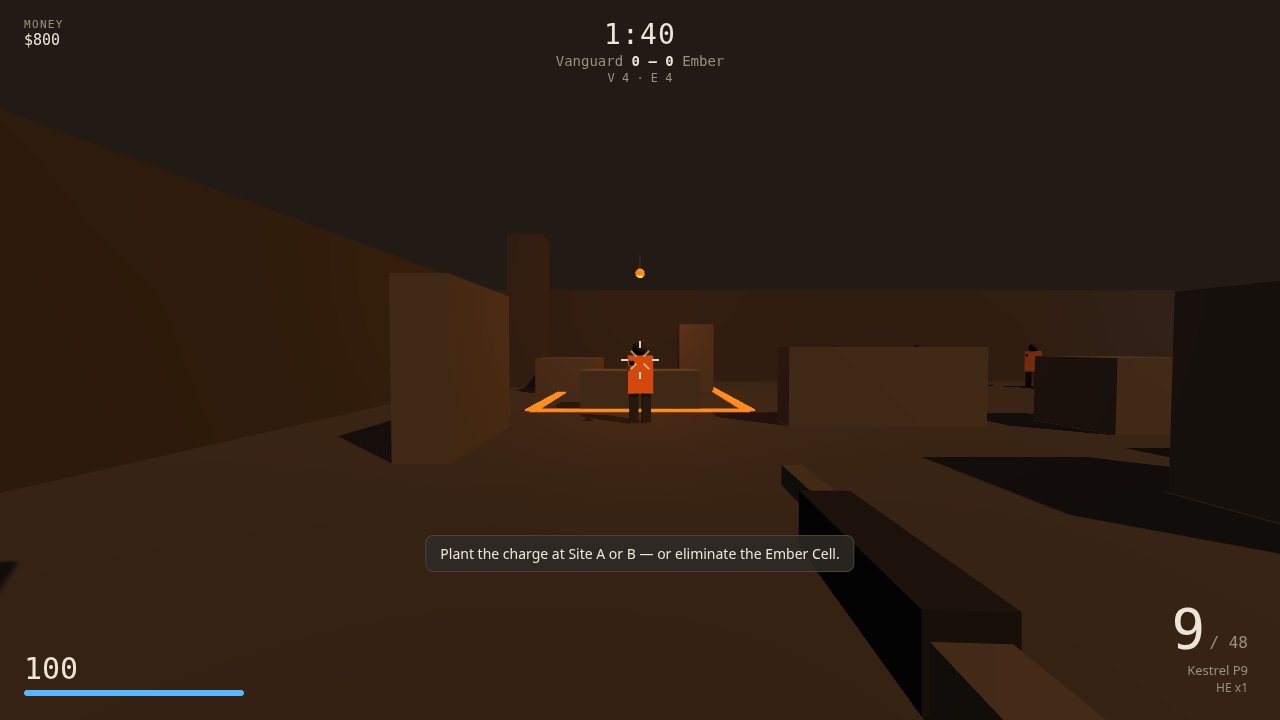 MONEY
$800
1:40
Vanguard 0 — 0 Ember
V 4 · E 4
Plant the charge at Site A or B — or eliminate the Ember Cell.
100
9 / 48
Kestrel P9
HE x1